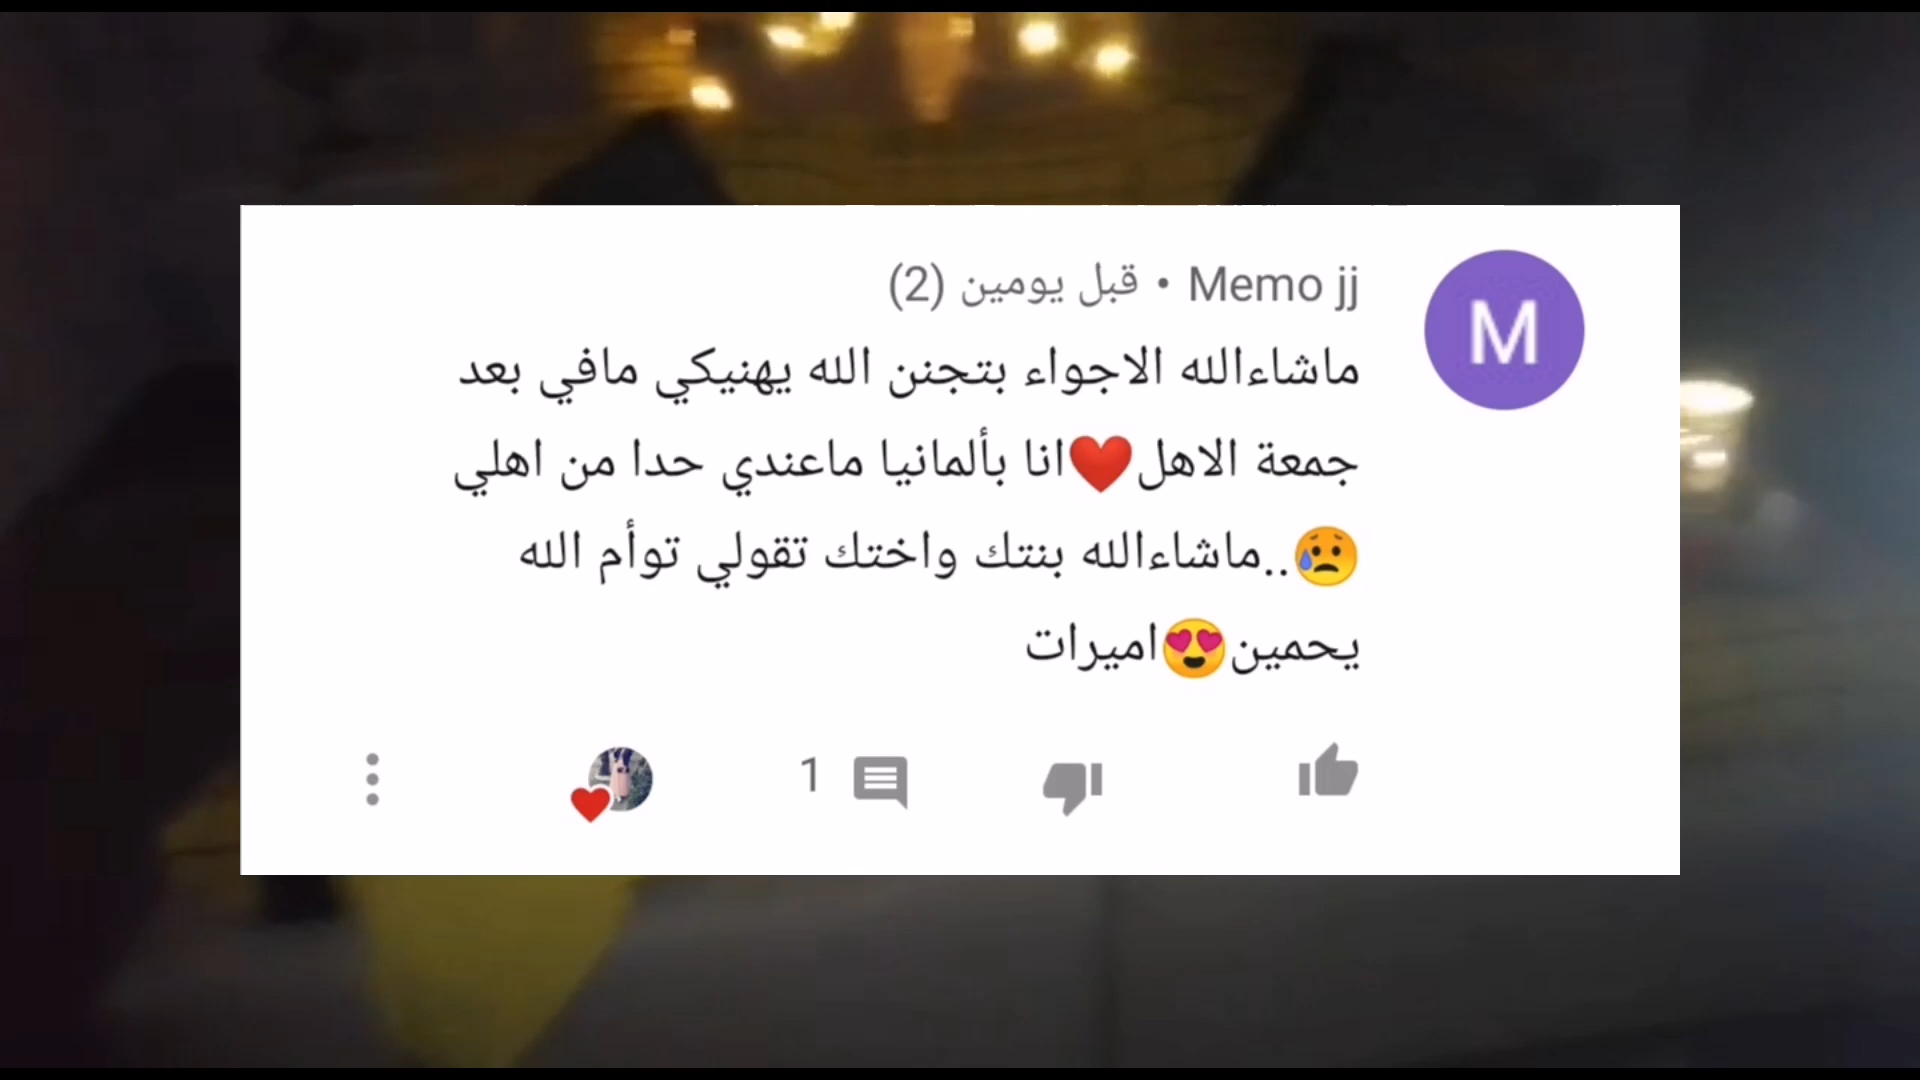 Memo jj • قبل يومين (2)
M
ماشاءالله الاجواء بتجنن الله يهنيكي مافي بعد
جمعة الاهل❤️انا بألمانيا ماعندي حدا من اهلي
😥..ماشاءالله بنتك واختك تقولي توأم الله
يحمين😍اميرات
1